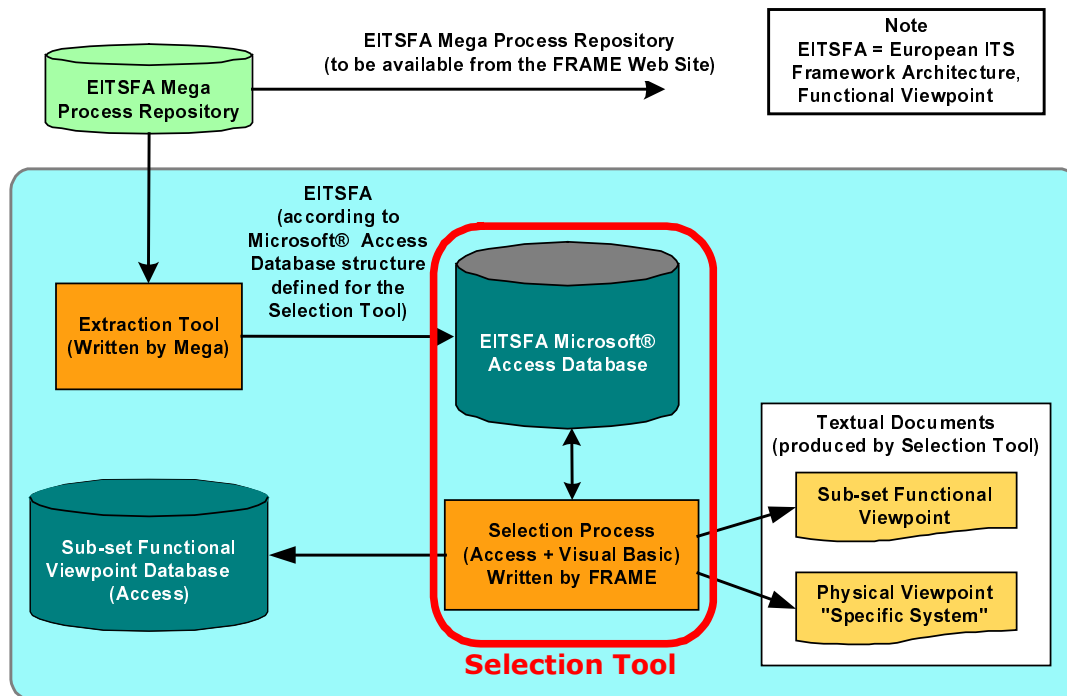 EITSFA Mega
Process Repository
EITSFA Mega Process Repository
(to be available from the FRAME Web Site)
Note
EITSFA = European ITS
Framework Architecture,
Functional Viewpoint
EITSFA
(according to
Microsoft® Access
Database structure
defined for the
Selection Tool)
Extraction Tool
(Written by Mega)
EITSFA Microsoft®
Access Database
Textual Documents
(produced by Selection Tool)
Sub-set Functional
Viewpoint
Physical Viewpoint
"Specific System"
Selection Process
(Access + Visual Basic)
Written by FRAME
Sub-set Functional
Viewpoint Database
(Access)
Selection Tool